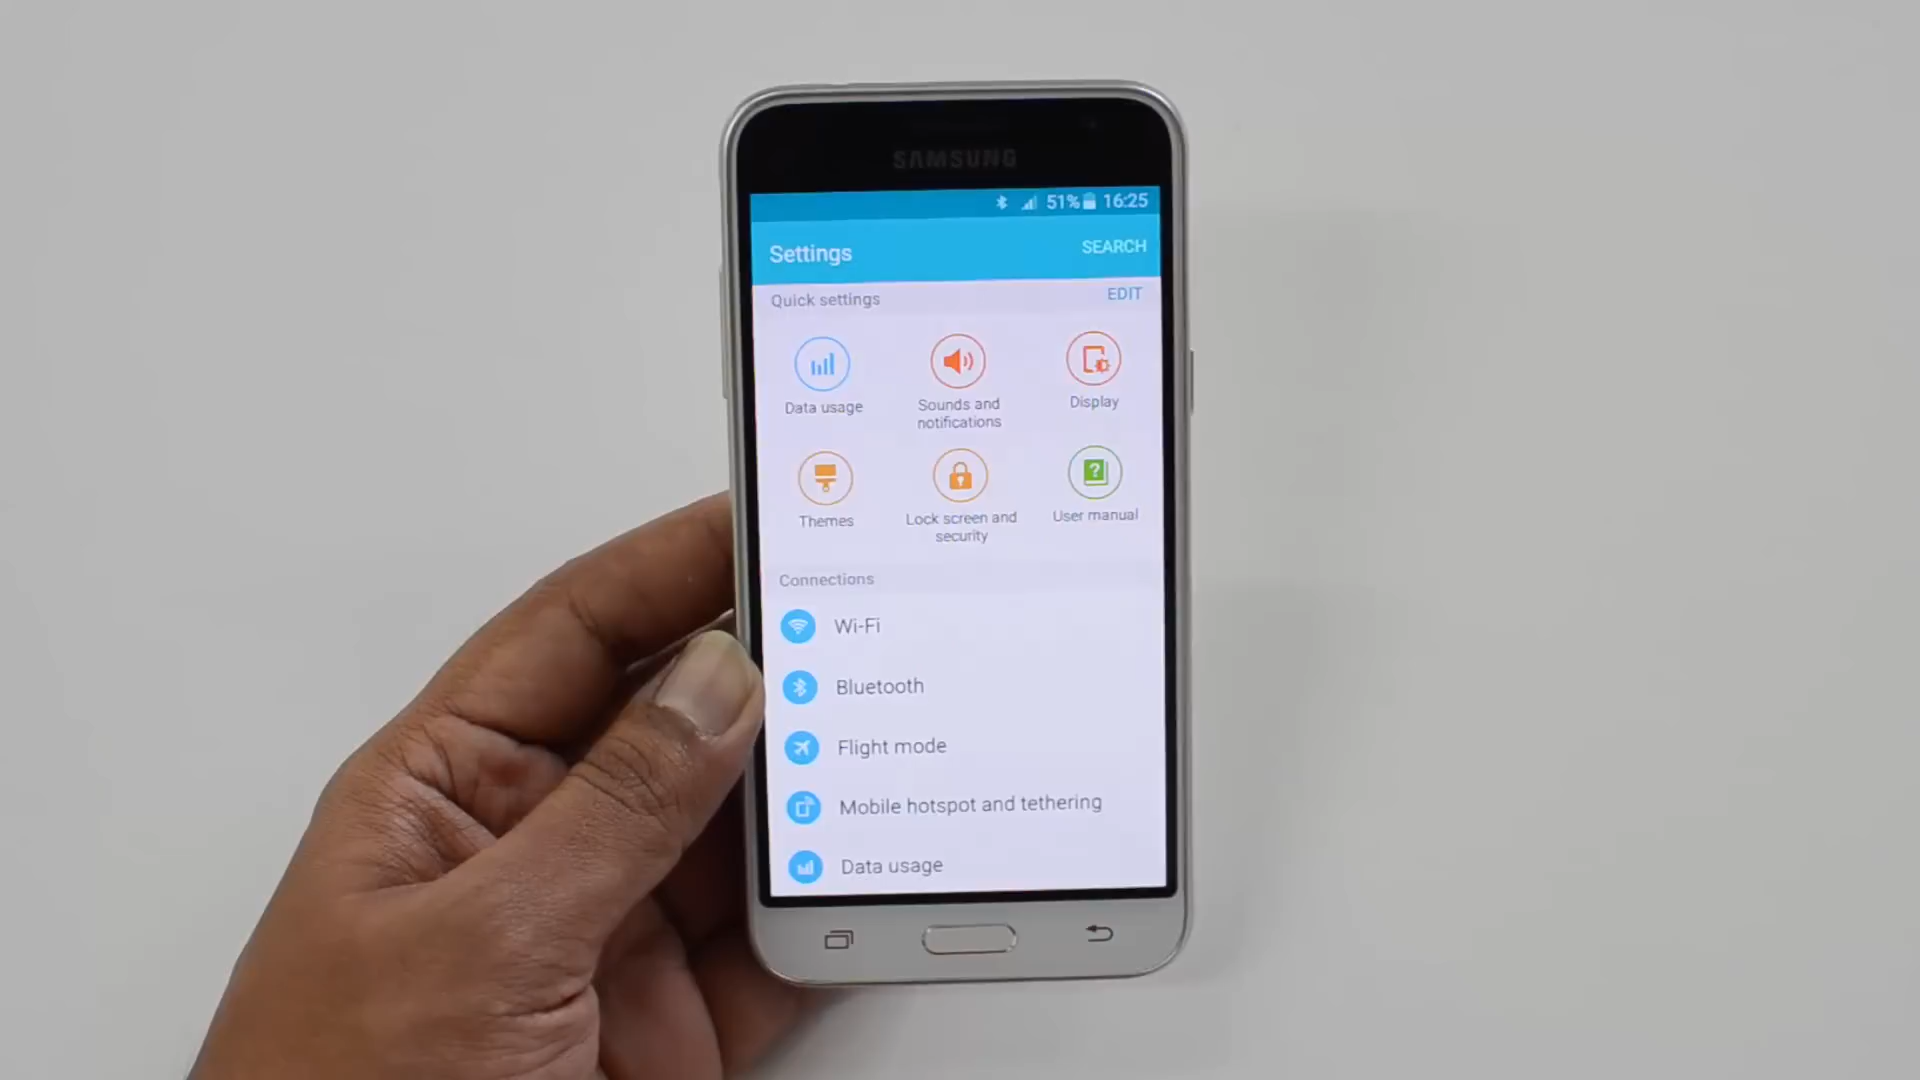 SAMSUNG
51% 16:25
Settings SEARCH
Quick settings EDIT
Data usage
Sounds and
notifications
Display
Themes
Lock screen and
security
User manual
Connections
Wi-Fi
Bluetooth
Flight mode
Mobile hotspot and tethering
Data usage